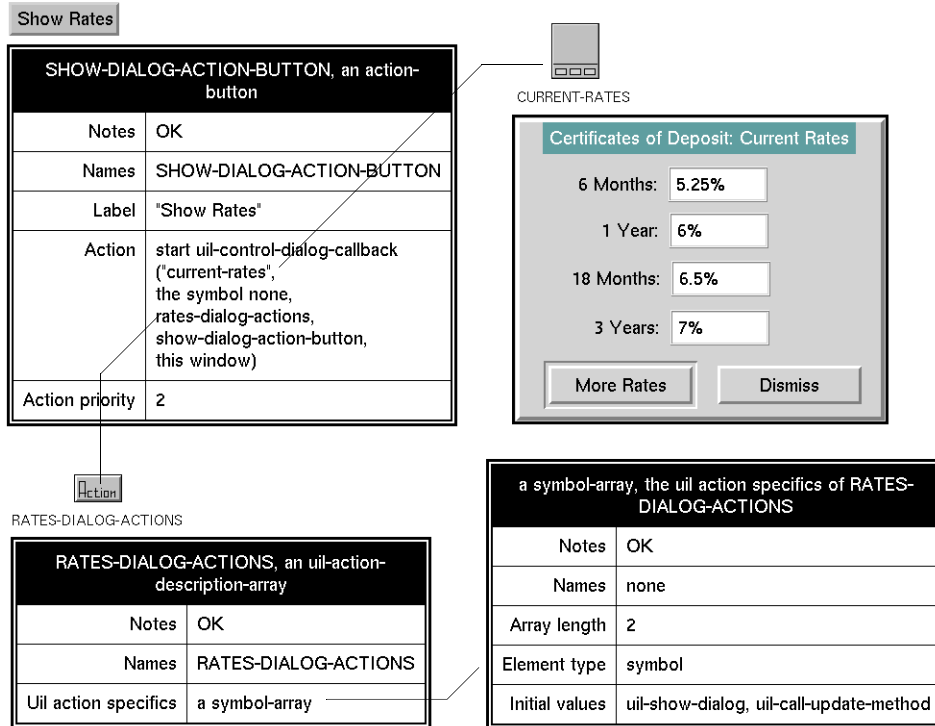 Show Rates
SHOW-DIALOG-ACTION-BUTTON, an action-
button
Notes OK
Names SHOW-DIALOG-ACTION-BUTTON
Label "Show Rates"
Action start uil-control-dialog-callback
("current-rates",
the symbol none,
rates-dialog-actions,
show-dialog-action-button,
this window)
Action priority 2
CURRENT-RATES
Certificates of Deposit: Current Rates
6 Months: 5.25%
1 Year: 6%
18 Months: 6.5%
3 Years: 7%
More Rates Dismiss
Action
RATES-DIALOG-ACTIONS
RATES-DIALOG-ACTIONS, an uil-action-
description-array
Notes OK
Names RATES-DIALOG-ACTIONS
Uil action specifics a symbol-array
a symbol-array, the uil action specifics of RATES-
DIALOG-ACTIONS
Notes OK
Names none
Array length 2
Element type symbol
Initial values uil-show-dialog, uil-call-update-method